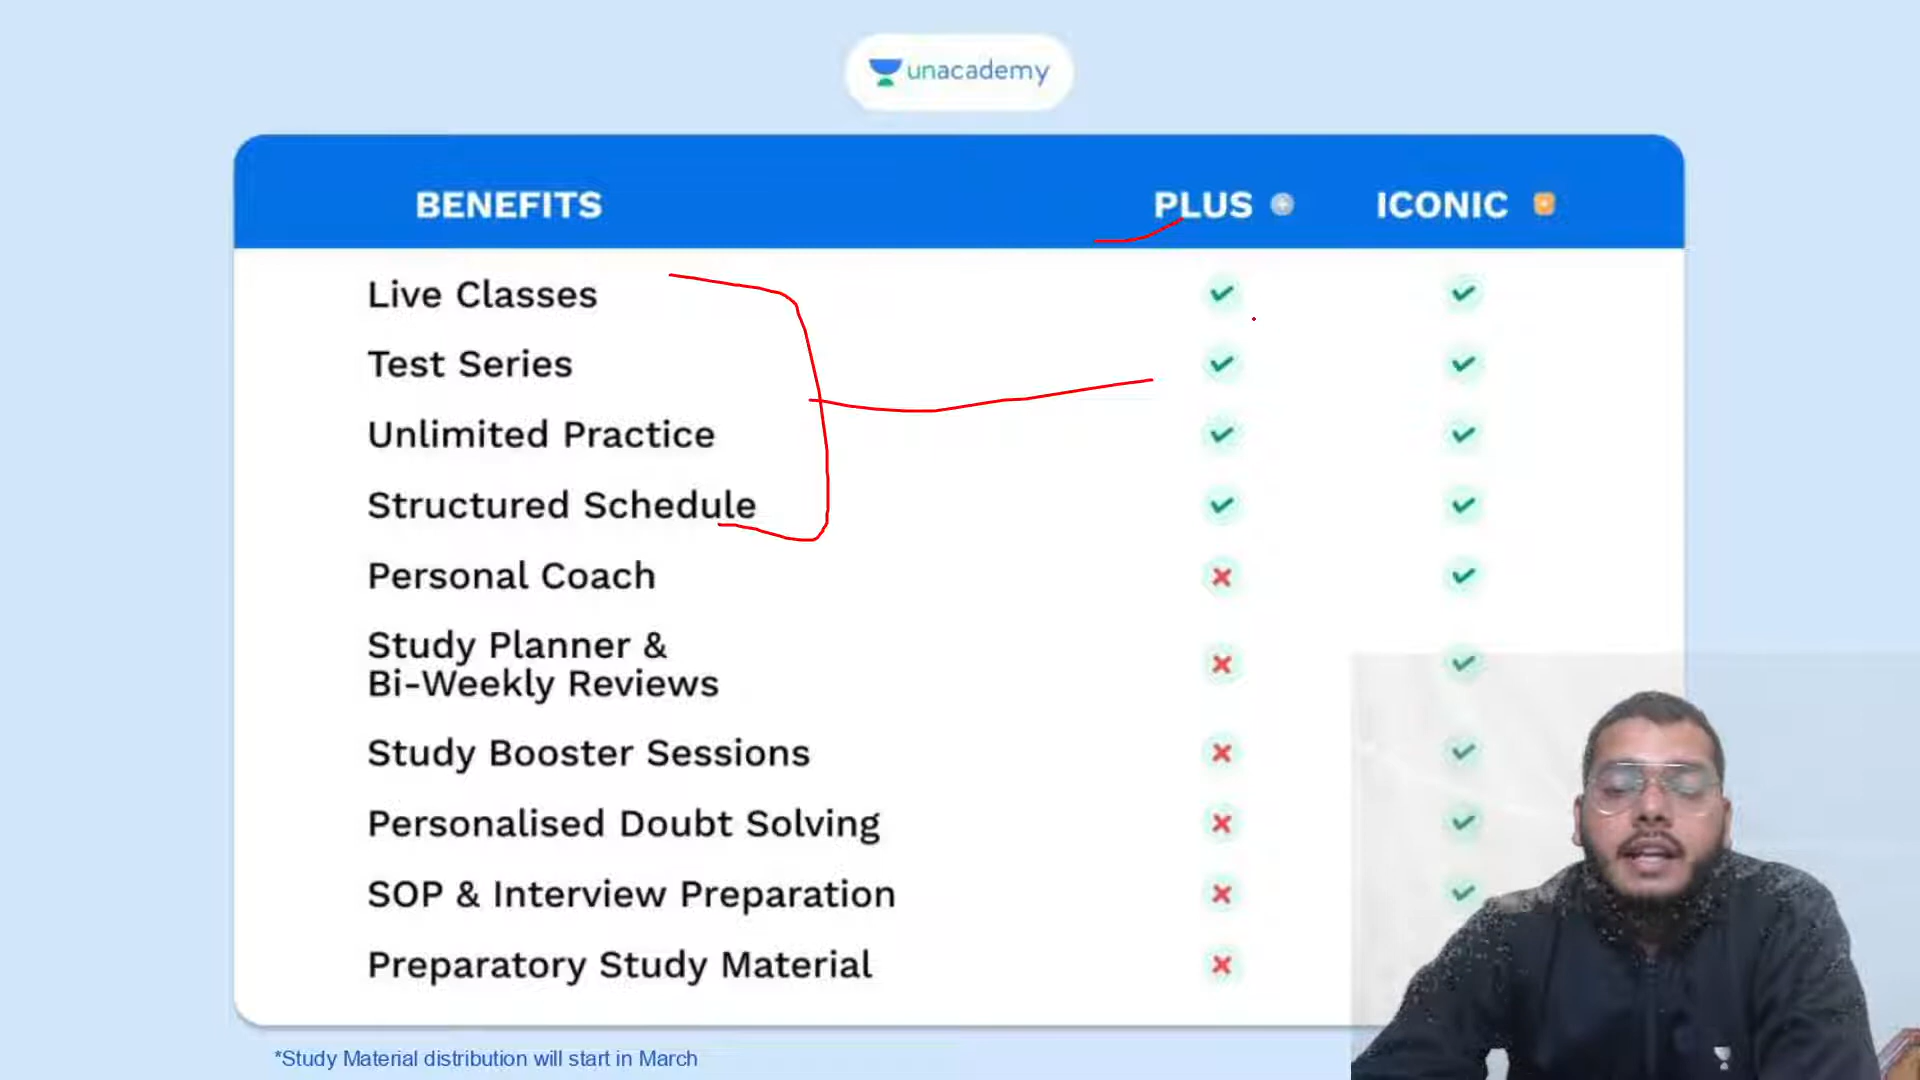 unacademy
BENEFITS PLUS ICONIC
Live Classes
Test Series
Unlimited Practice
Structured Schedule
Personal Coach
Study Planner &
Bi-Weekly Reviews
Study Booster Sessions
Personalised Doubt Solving
SOP & Interview Preparation
Preparatory Study Material
*Study Material distribution will start in March